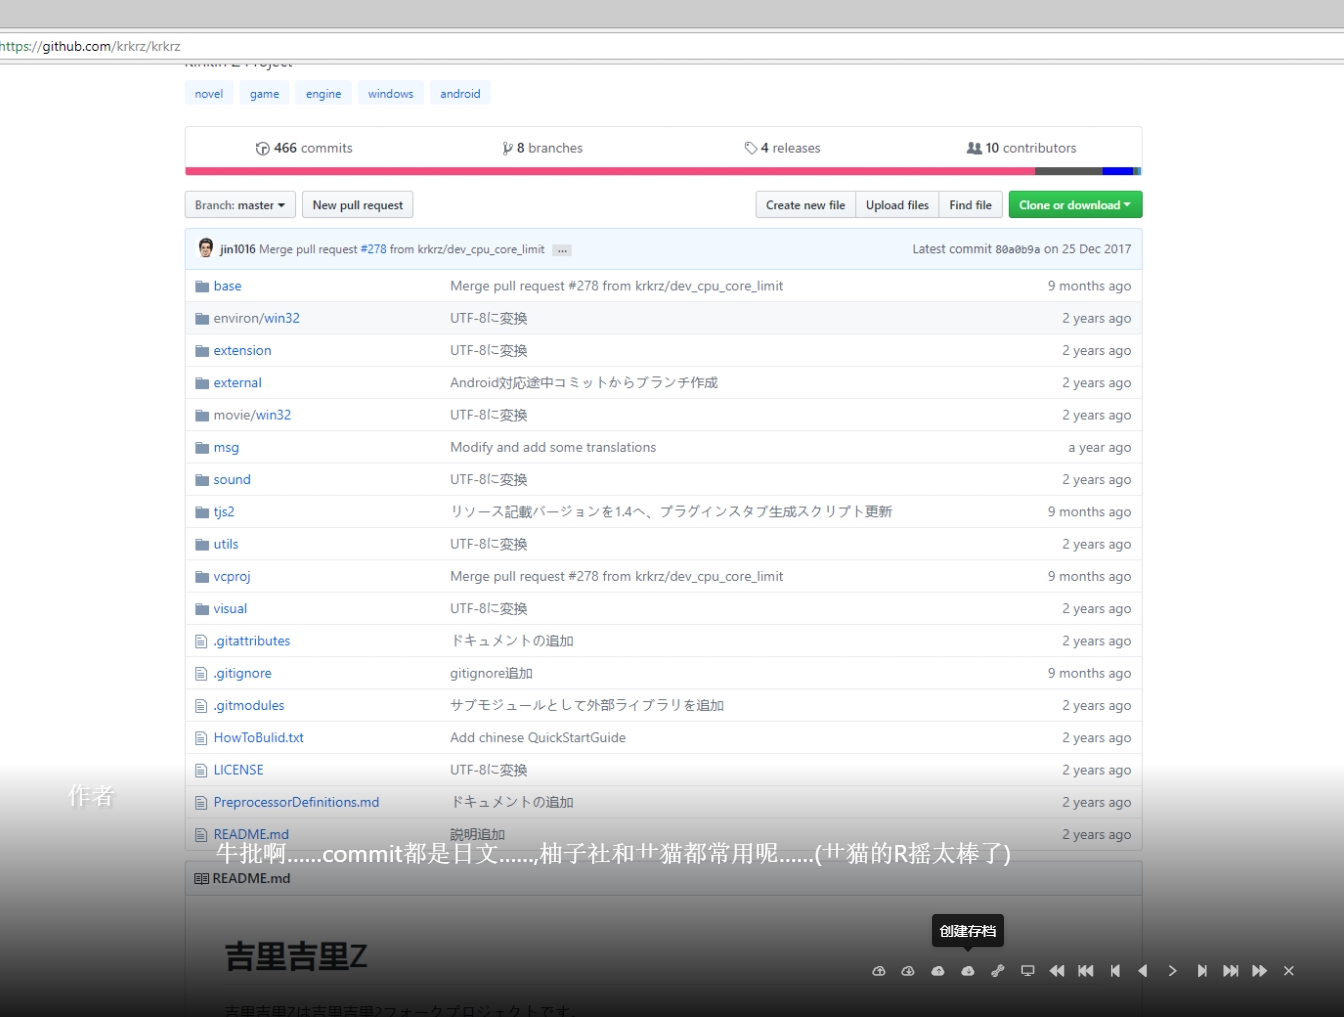 https://github.com/krkrz/krkrz
Kirikiri Z Project
novel game engine windows android
466 commits 8 branches 4 releases 10 contributors
Branch: master New pull request Create new file Upload files Find file Clone or download
jin1016 Merge pull request #278 from krkrz/dev_cpu_core_limit ... Latest commit 80a0b9a on 25 Dec 2017
base Merge pull request #278 from krkrz/dev_cpu_core_limit 9 months ago
environ/win32 UTF-8に変換 2 years ago
extension UTF-8に変換 2 years ago
external Android対応途中コミットからブランチ作成 2 years ago
movie/win32 UTF-8に変換 2 years ago
msg Modify and add some translations a year ago
sound UTF-8に変換 2 years ago
tjs2 リソース記載バージョンを1.4へ、プラグインスタブ生成スクリプト更新 9 months ago
utils UTF-8に変換 2 years ago
vcproj Merge pull request #278 from krkrz/dev_cpu_core_limit 9 months ago
visual UTF-8に変換 2 years ago
.gitattributes ドキュメントの追加 2 years ago
.gitignore gitignore追加 9 months ago
.gitmodules サブモジュールとして外部ライブラリを追加 2 years ago
HowToBulid.txt Add chinese QuickStartGuide 2 years ago
LICENSE UTF-8に変換 2 years ago
作者
PreprocessorDefinitions.md ドキュメントの追加 2 years ago
README.md 説明追加 2 years ago
牛批啊......commit都是日文......,柚子社和艹猫都常用呢......(艹猫的R摇太棒了)
README.md
创建存档
吉里吉里Z
吉里吉里Zは吉里吉里2フォークプロジェクトです。